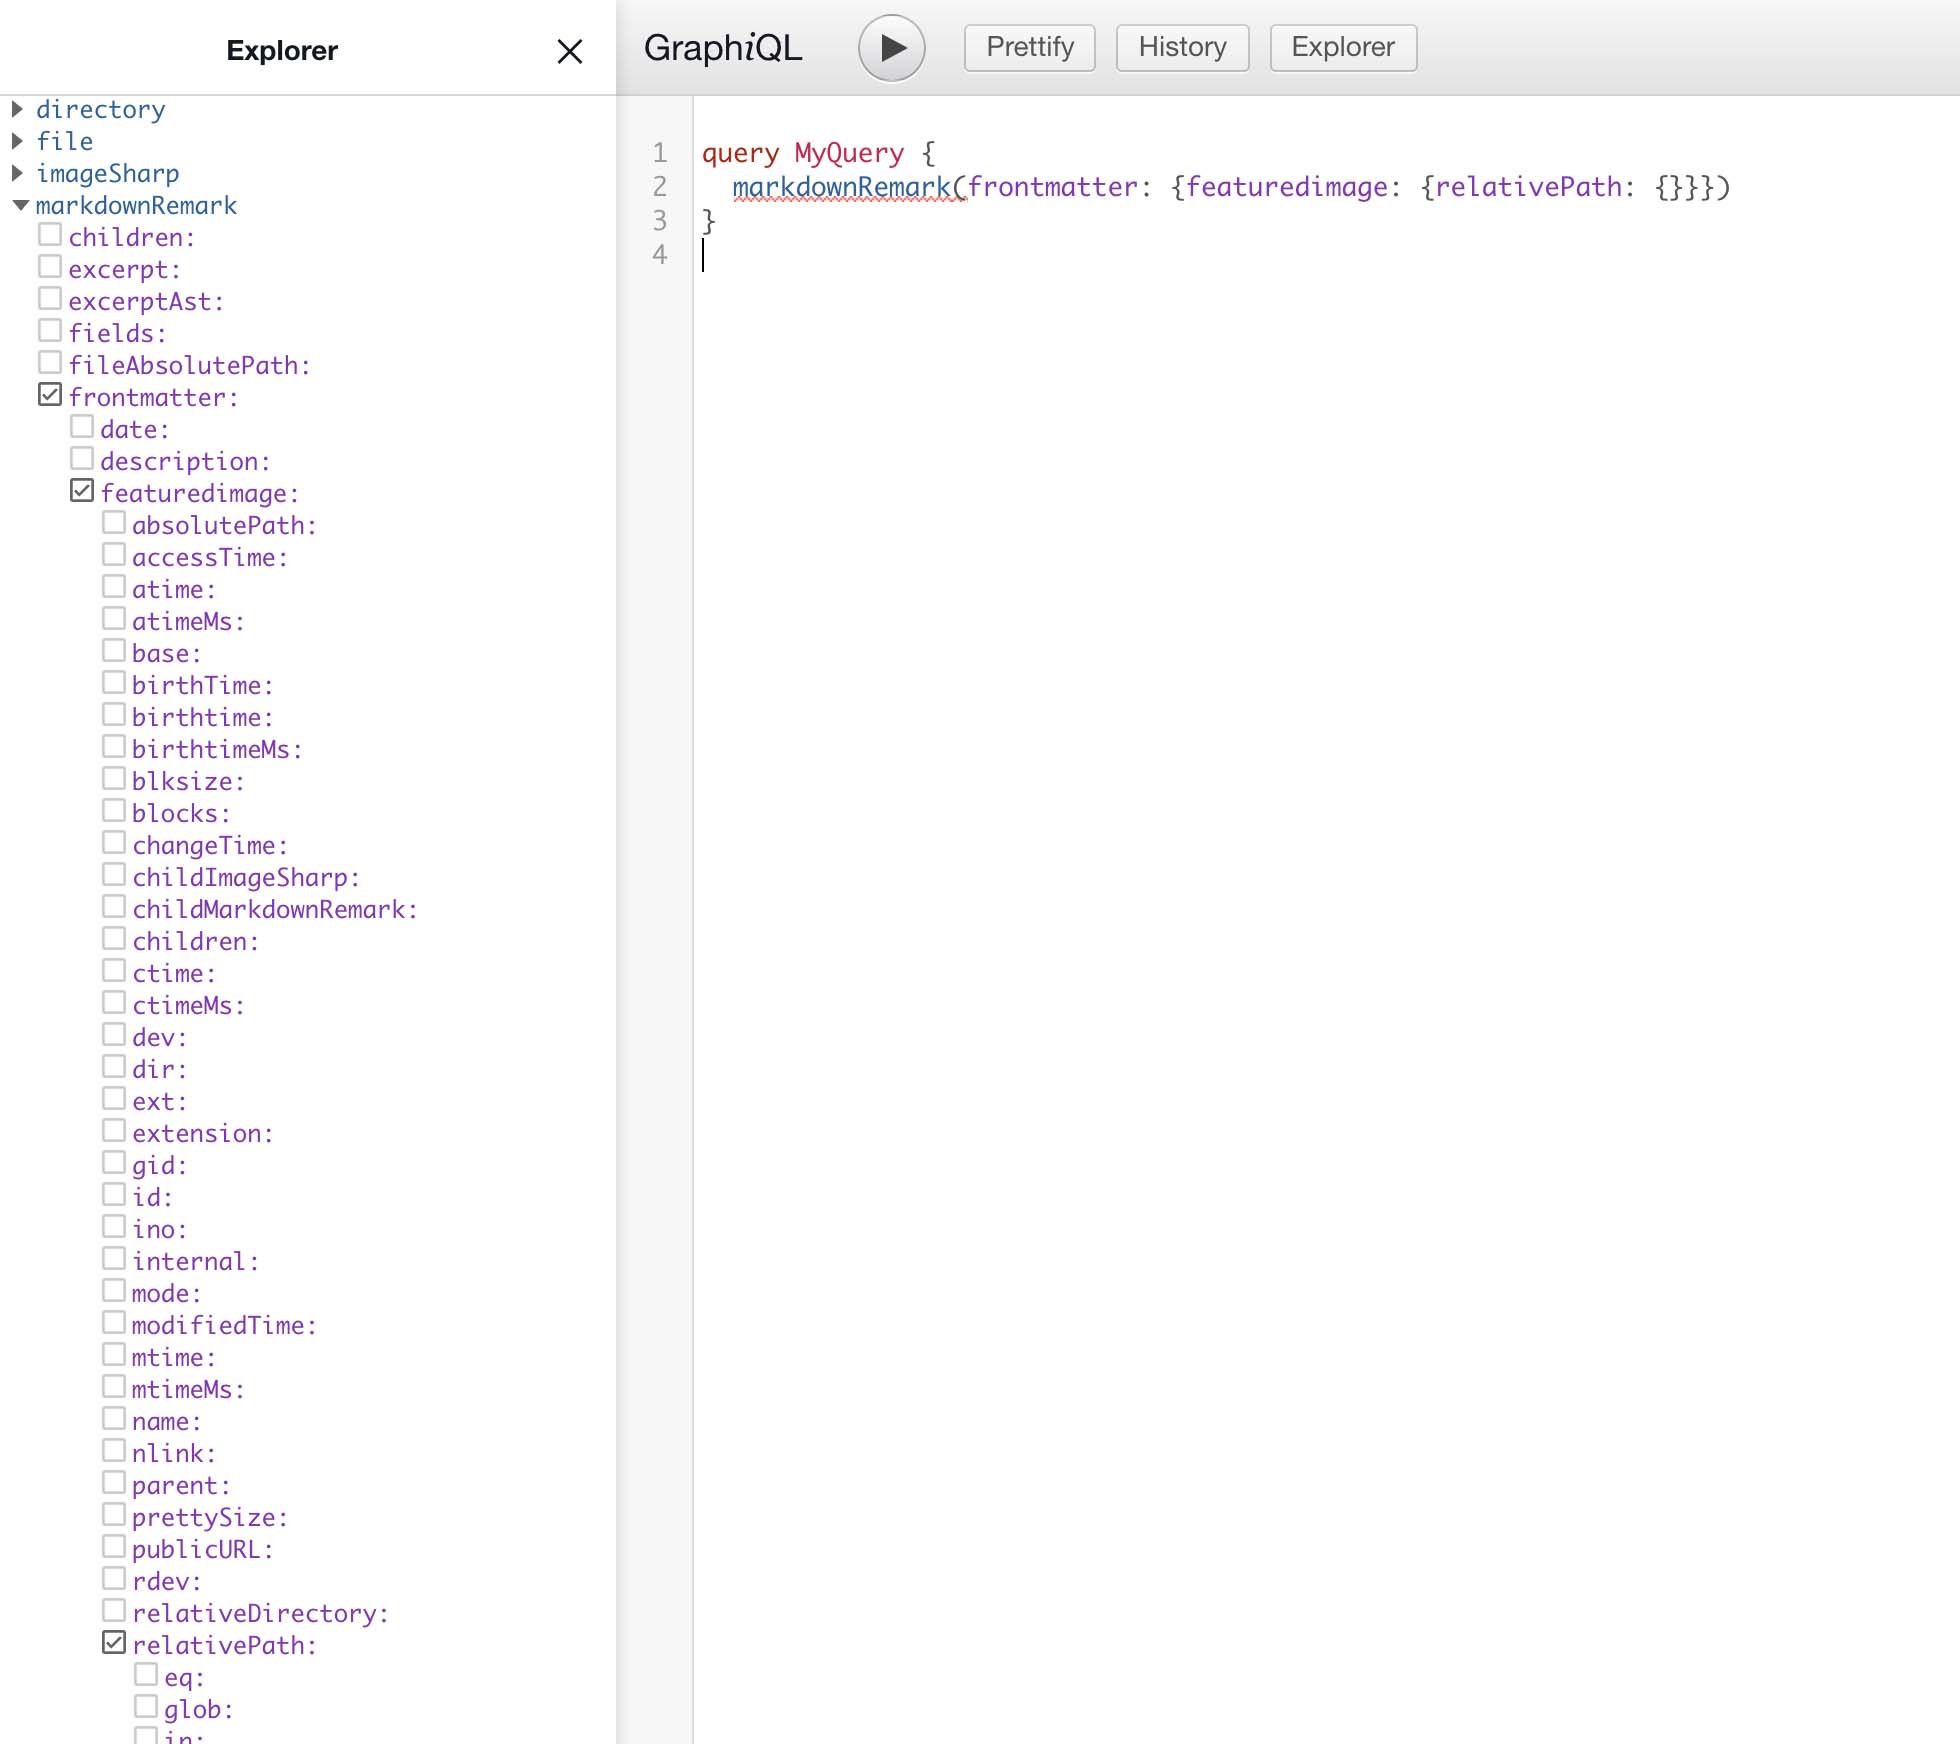 Explorer
directory
file
imageSharp
markdownRemark
children:
excerpt:
excerptAst:
fields:
fileAbsolutePath:
frontmatter:
date:
description:
featuredimage:
absolutePath:
accessTime:
atime:
atimeMs:
base:
birthTime:
birthtime:
birthtimeMs:
blksize:
blocks:
changeTime:
childImageSharp:
childMarkdownRemark:
children:
ctime:
ctimeMs:
dev:
dir:
ext:
extension:
gid:
id:
ino:
internal:
mode:
modifiedTime:
mtime:
mtimeMs:
name:
nlink:
parent:
prettySize:
publicURL:
rdev:
relativeDirectory:
relativePath:
eq:
glob:
in:
GraphiQL Prettify History Explorer
1 query MyQuery {
2 markdownRemark(frontmatter: {featuredimage: {relativePath: {}}})
3 }
4